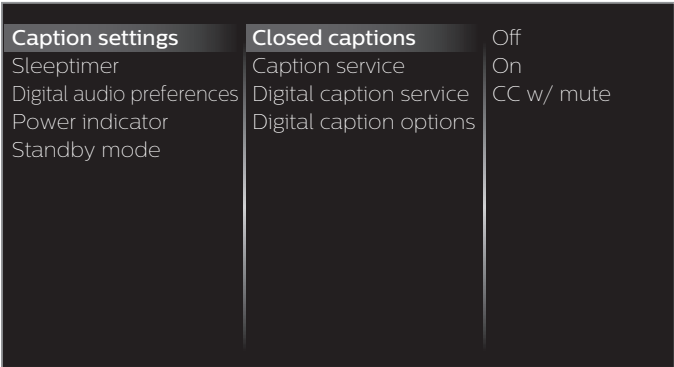 Caption settings
Sleeptimer
Digital audio preferences
Power indicator
Standby mode
Closed captions
Caption service
Digital caption service
Digital caption options
Off
On
CC w/ mute